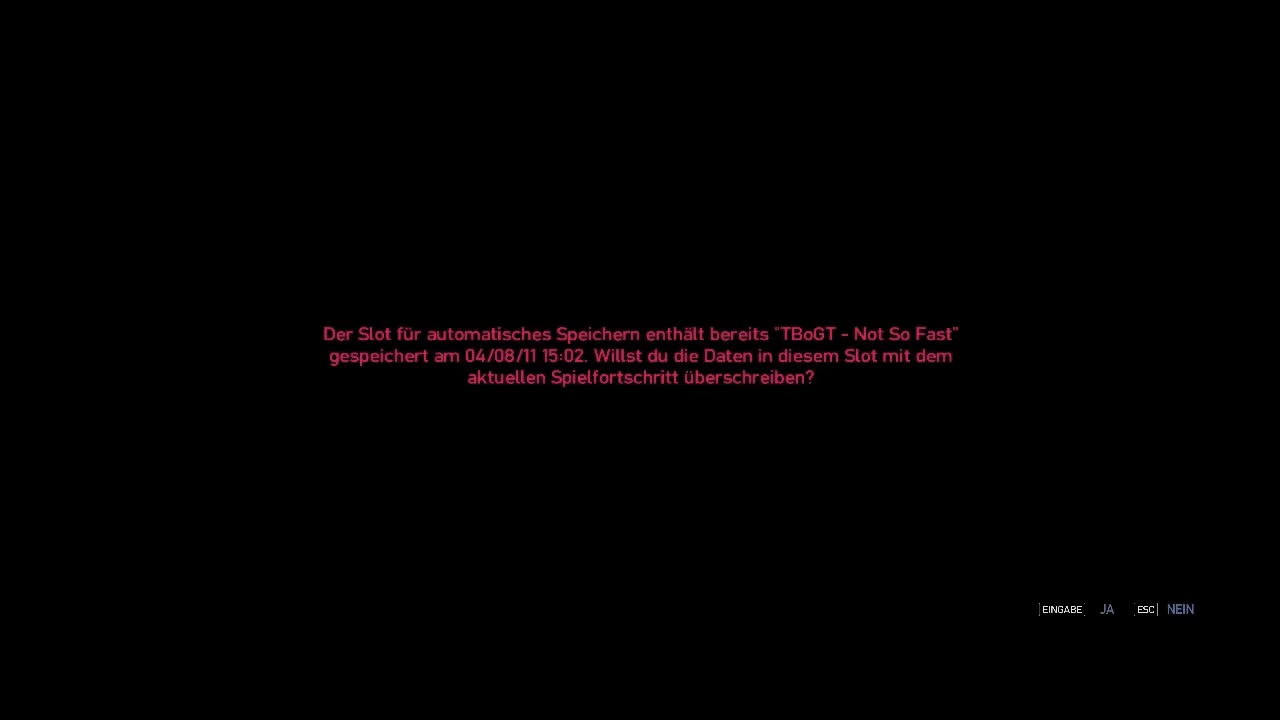 Der Slot für automatisches Speichern enthält bereits "TBoGT - Not So Fast"
gespeichert am 04/08/11 15:02. Willst du die Daten in diesem Slot mit dem
aktuellen Spielfortschritt überschreiben?
EINGABE JA ESC NEIN